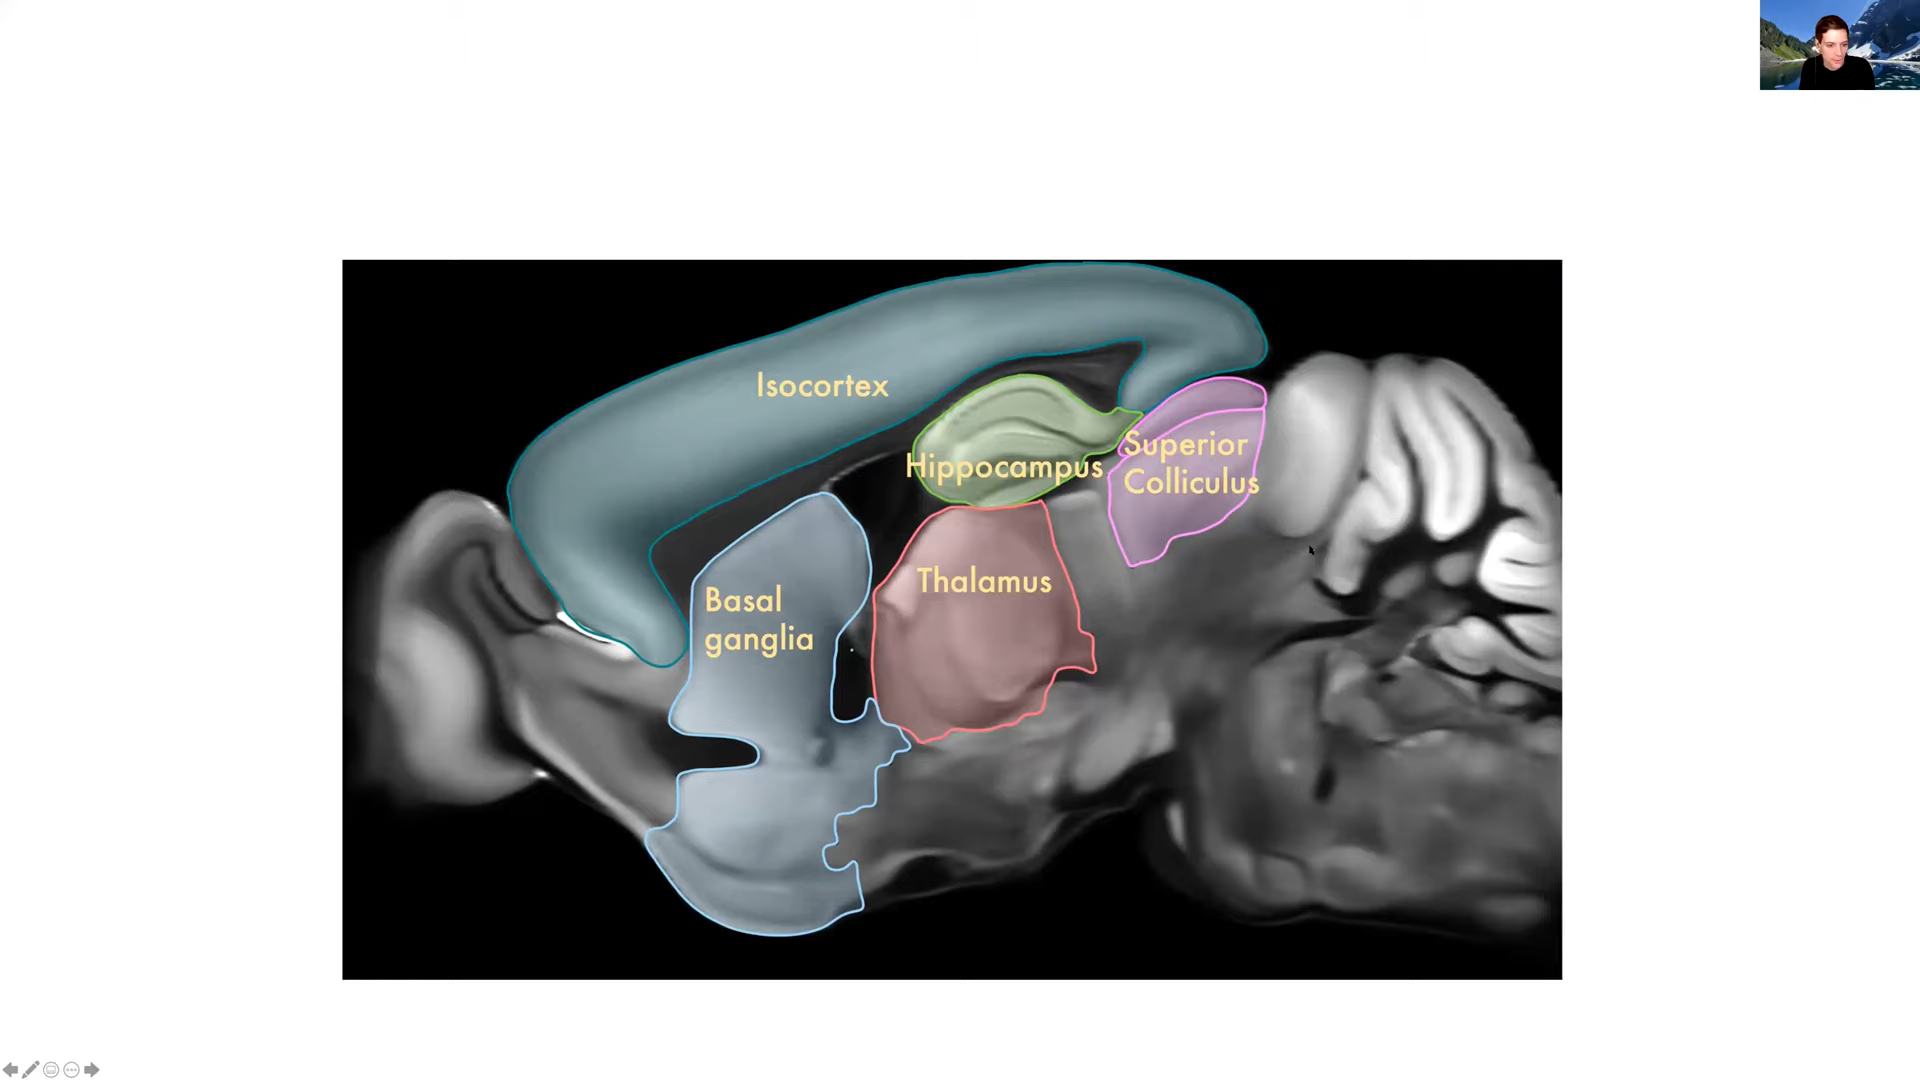 Isocortex
Hippocampus
Superior
Colliculus
Thalamus
Basal
ganglia